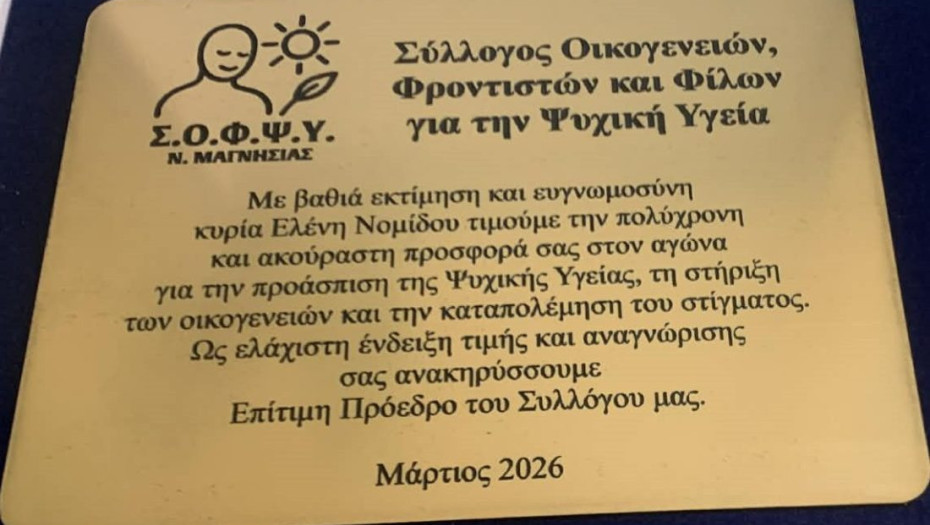 Σ.Ο.Φ.Ψ.Υ.
Ν. ΜΑΓΝΗΣΙΑΣ
Σύλλογος Οικογενειών,
Φροντιστών και Φίλων
για την Ψυχική Υγεία
Με βαθιά εκτίμηση και ευγνωμοσύνη
κυρία Ελένη Νομίδου τιμούμε την πολύχρονη
και ακούραστη προσφορά σας στον αγώνα
για την προάσπιση της Ψυχικής Υγείας, τη στήριξη
των οικογενειών και την καταπολέμηση του στίγματος.
Ως ελάχιστη ένδειξη τιμής και αναγνώρισης
σας ανακηρύσσουμε
Επίτιμη Πρόεδρο του Συλλόγου μας.
Μάρτιος 2026